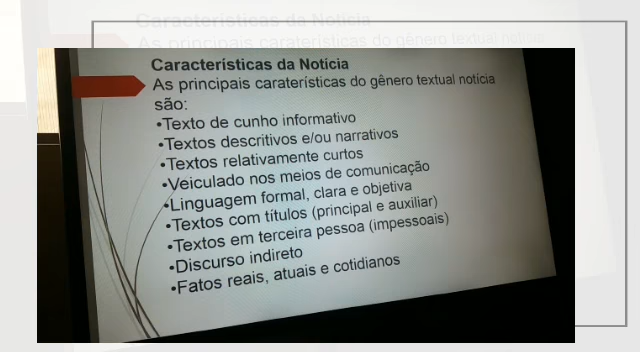 Características da Notícia
As principais caraterísticas do gênero textual notícia
são:
•Texto de cunho informativo
•Textos descritivos e/ou narrativos
•Textos relativamente curtos
•Veiculado nos meios de comunicação
•Linguagem formal, clara e objetiva
•Textos com títulos (principal e auxiliar)
•Textos em terceira pessoa (impessoais)
•Discurso indireto
•Fatos reais, atuais e cotidianos